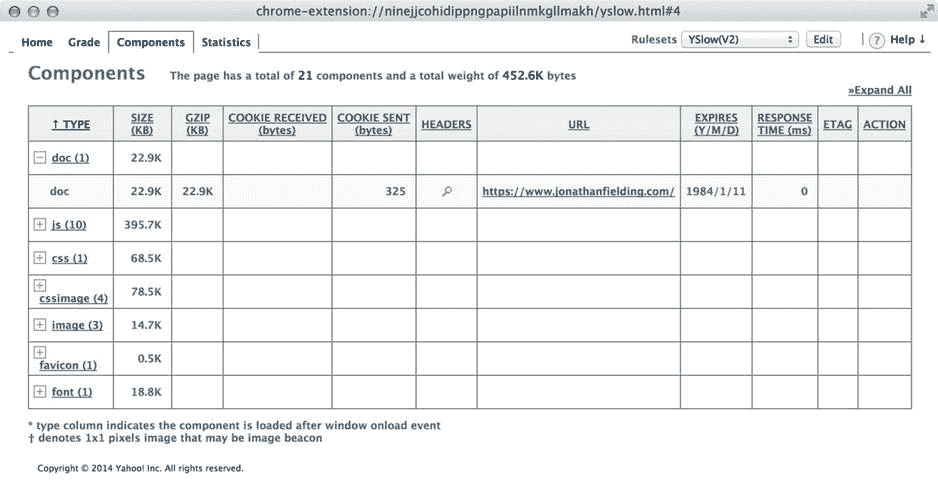 chrome-extension://ninejjcohidippngpapiilnmkgllmakh/yslow.html#4
Home Grade Components Statistics Rulesets YSlow(V2) Edit ? Help ↓
Components The page has a total of 21 components and a total weight of 452.6K bytes
»Expand All
↑ TYPE SIZE (KB) GZIP (KB) COOKIE RECEIVED (bytes) COOKIE SENT (bytes) HEADERS URL EXPIRES (Y/M/D) RESPONSE TIME (ms) ETAG ACTION
doc (1) 22.9K
doc 22.9K 22.9K 325 https://www.jonathanfielding.com/ 1984/1/11 0
js (10) 395.7K
css (1) 68.5K
cssimage (4) 78.5K
image (3) 14.7K
favicon (1) 0.5K
font (1) 18.8K
* type column indicates the component is loaded after window onload event
† denotes 1x1 pixels image that may be image beacon
Copyright © 2014 Yahoo! Inc. All rights reserved.